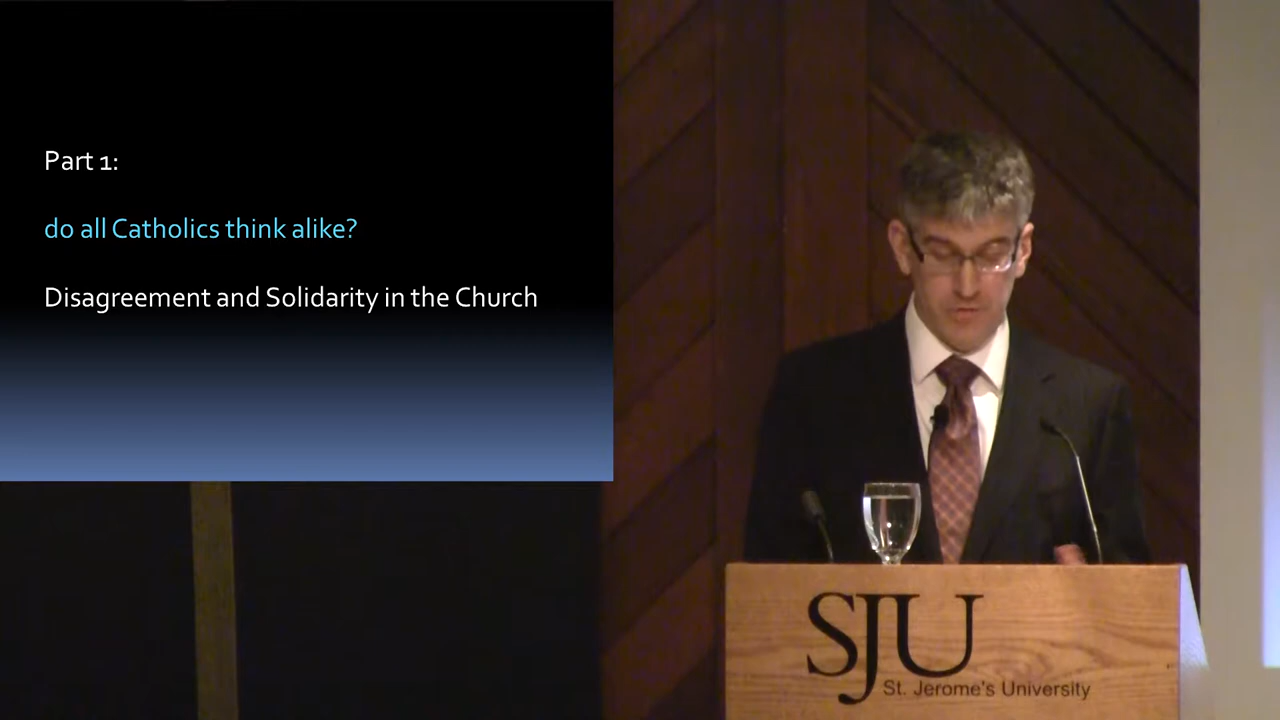 Part 1:
do all Catholics think alike?
Disagreement and Solidarity in the Church
SJU
St. Jerome's University